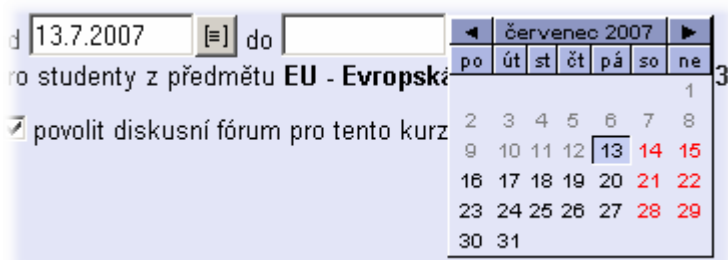 d 13.7.2007 [≡] do
ro studenty z předmětu EU - Evropská 3
povolit diskusní fórum pro tento kurz
◄ červenec 2007 ►
po út st čt pá so ne
1
2 3 4 5 6 7 8
9 10 11 12 13 14 15
16 17 18 19 20 21 22
23 24 25 26 27 28 29
30 31